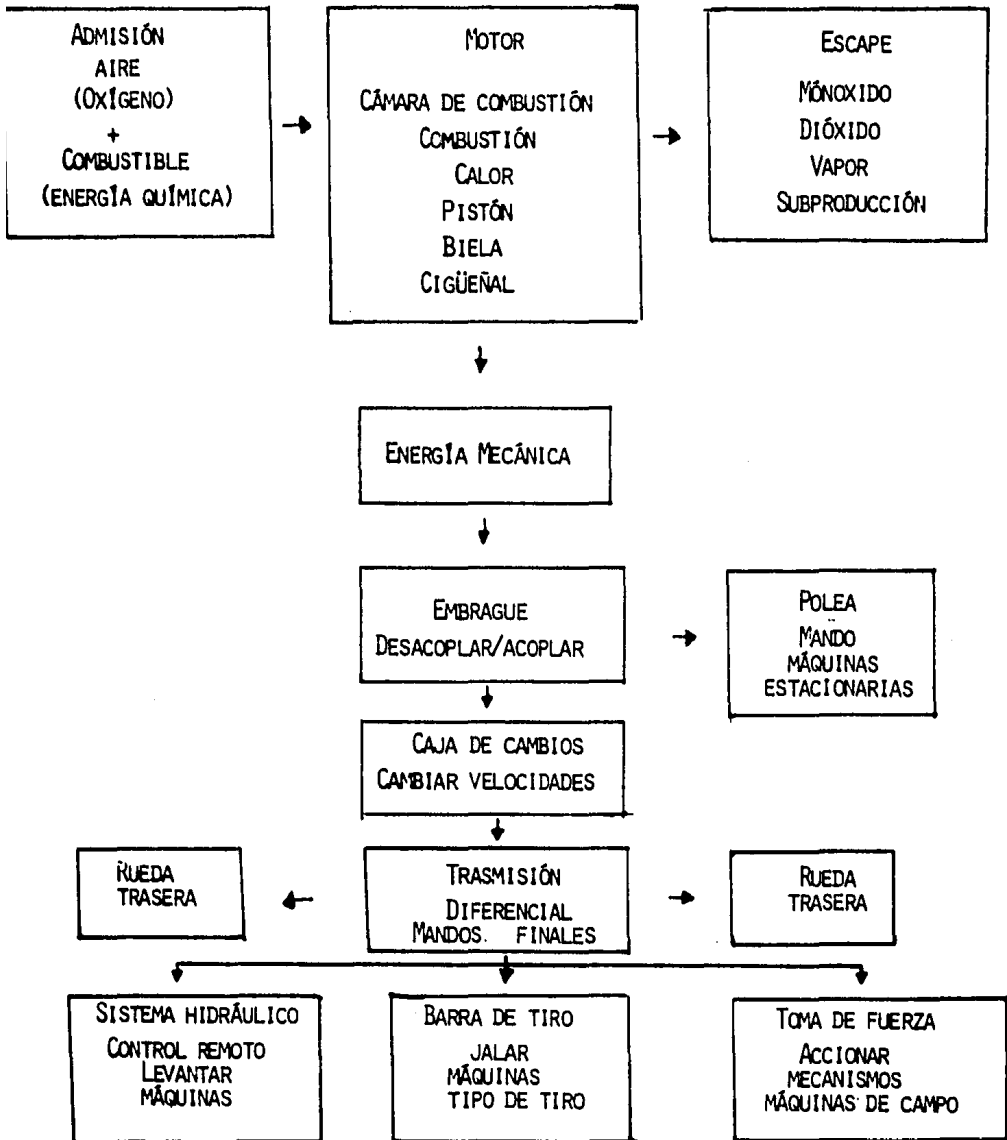 ADMISIÓN
AIRE
(OXÍGENO)
+
COMBUSTIBLE
(ENERGÍA QUÍMICA)
MOTOR
CÁMARA DE COMBUSTIÓN
COMBUSTIÓN
CALOR
PISTÓN
BIELA
CIGÜEÑAL
ESCAPE
MÓNOXIDO
DIÓXIDO
VAPOR
SUBPRODUCCIÓN
ENERGÍA MECÁNICA
EMBRAGUE
DESACOPLAR/ACOPLAR
POLEA
MANDO
MÁQUINAS
ESTACIONARIAS
CAJA DE CAMBIOS
CAMBIAR VELOCIDADES
RUEDA
TRASERA
TRASMISIÓN
DIFERENCIAL
MANDOS. FINALES
RUEDA
TRASERA
SISTEMA HIDRÁULICO
CONTROL REMOTO
LEVANTAR
MÁQUINAS
BARRA DE TIRO
JALAR
MÁQUINAS
TIPO DE TIRO
TOMA DE FUERZA
ACCIONAR
MECANISMOS
MÁQUINAS DE CAMPO